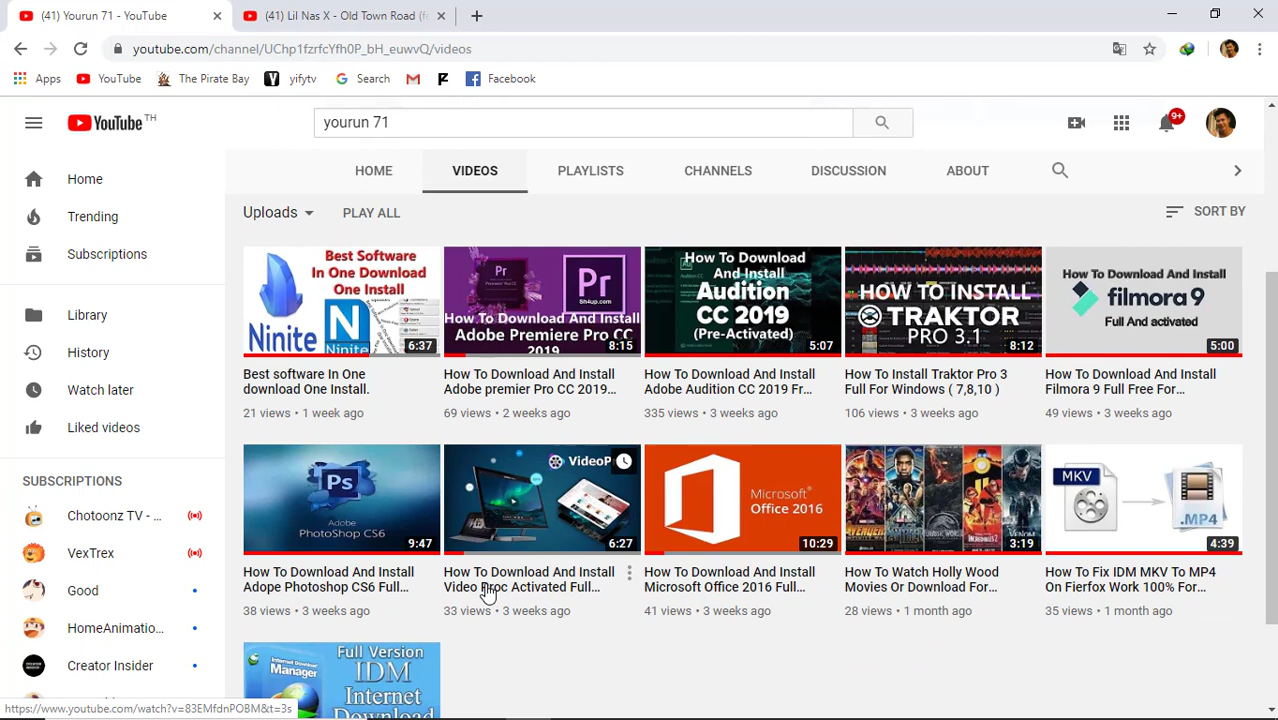 (41) Yourun 71 - YouTube
(41) Lil Nas X - Old Town Road (fe
youtube.com/channel/UChp1fzrfcYfh0P_bH_euwvQ/videos
Apps
YouTube
The Pirate Bay
yifytv
Search
Facebook
YouTube TH
yourun 71
9+
HOME
VIDEOS
PLAYLISTS
CHANNELS
DISCUSSION
ABOUT
Home
Trending
Subscriptions
Library
History
Watch later
Liked videos
SUBSCRIPTIONS
Chotoonz TV - ...
VexTrex
Good
HomeAnimatio...
Creator Insider
Uploads
PLAY ALL
SORT BY
Best Software
In One Download
One Install
Ninite
Ninite
6:37
Best software In One
download One Install.
21 views • 1 week ago
Pr
Pr
Sh4up.com
How To Download And Install
Adobe Premiere Pro CC
2019
8:15
How To Download And Install
Adobe premier Pro CC 2019...
69 views • 2 weeks ago
Au
Audition CC
How To Download
And Install
Audition
CC 2019
(Pre-Activated)
5:07
How To Download And Install
Adobe Audition CC 2019 Fr...
335 views • 3 weeks ago
HOW TO INSTALL
TRAKTOR
PRO 3.1
8:12
How To Install Traktor Pro 3
Full For Windows ( 7,8,10 )
106 views • 3 weeks ago
How To Download And Install
filmora 9
Full And activated
5:00
How To Download And Install
Filmora 9 Full Free For...
49 views • 3 weeks ago
Ps
ADOBE
PHOTOSHOP CS6
9:47
How To Download And Install
Adope Photoshop CS6 Full...
38 views • 3 weeks ago
VideoP
6:27
How To Download And Install
Video Proc Activated Full...
33 views • 3 weeks ago
Microsoft
Office 2016
10:29
How To Download And Install
Microsoft Office 2016 Full...
41 views • 3 weeks ago
AVENGERS
VENOM
3:19
How To Watch Holly Wood
Movies Or Download For...
28 views • 1 month ago
MKV
.MP4
4:39
How To Fix IDM MKV To MP4
On Fierfox Work 100% For...
35 views • 1 month ago
Internet Download
Manager
Full Version
IDM
Internet
Download
https://www.youtube.com/watch?v=83EMfdnPOBM&t=3s